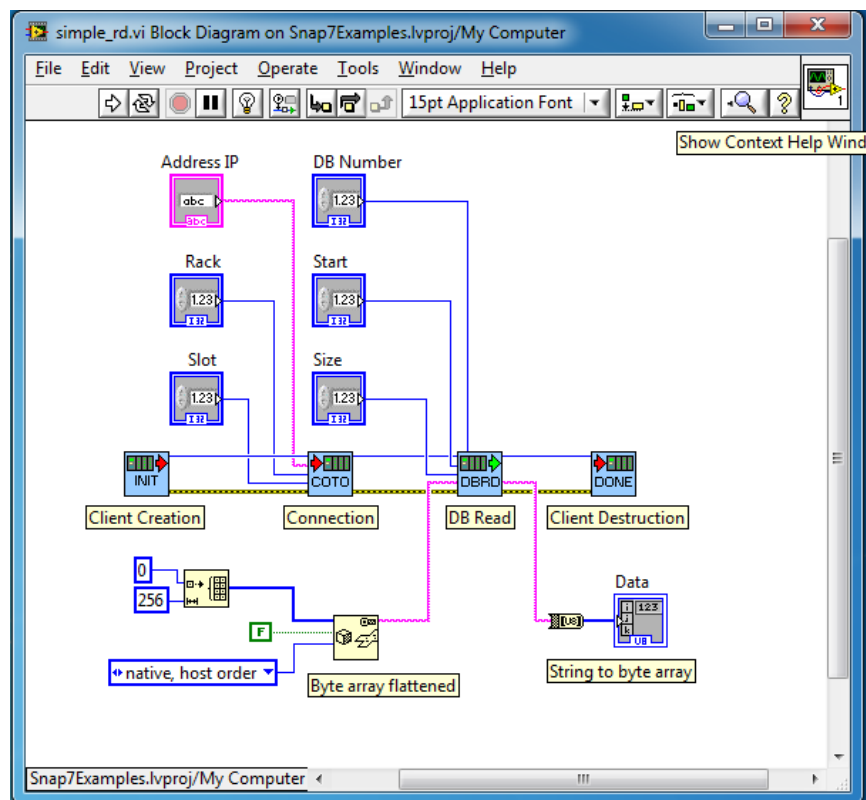 simple_rd.vi Block Diagram on Snap7Examples.lvproj/My Computer
File Edit View Project Operate Tools Window Help
15pt Application Font
1
Show Context Help Wind
Address IP DB Number
abc 1.23
abc I32
Rack Start
1.23 1.23
I32 I32
Slot Size
1.23 1.23
I32 I32
INIT COTO DBRD DONE
Client Creation Connection DB Read Client Destruction
0
256
Data
F
[U8]
i 123
j
k
U8
native, host order
Byte array flattened
String to byte array
Snap7Examples.lvproj/My Computer